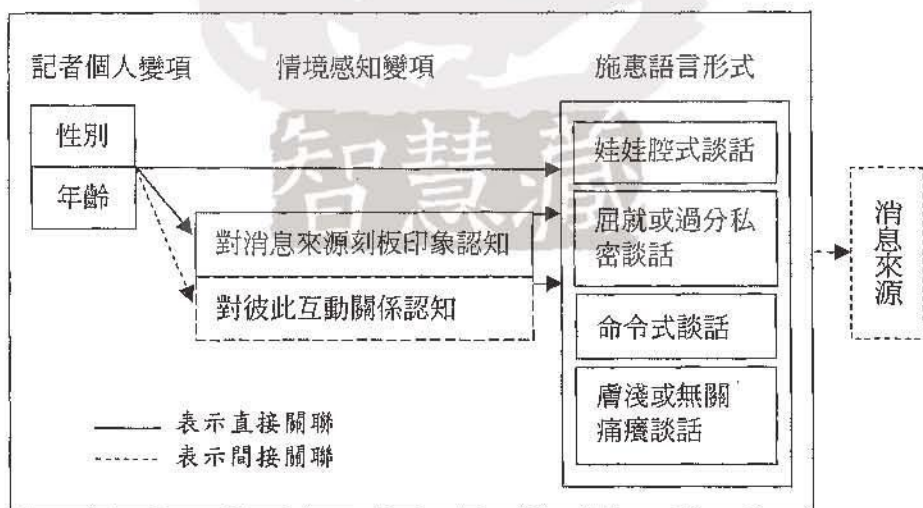 記者個人變項
情境感知變項
施惠語言形式
性別
年齡
對消息來源刻板印象認知
對彼此互動關係認知
娃娃腔式談話
屈就或過分私
密談話
命令式談話
膚淺或無關
痛癢談話
消息來源
表示直接關聯
表示間接關聯
智慧藏